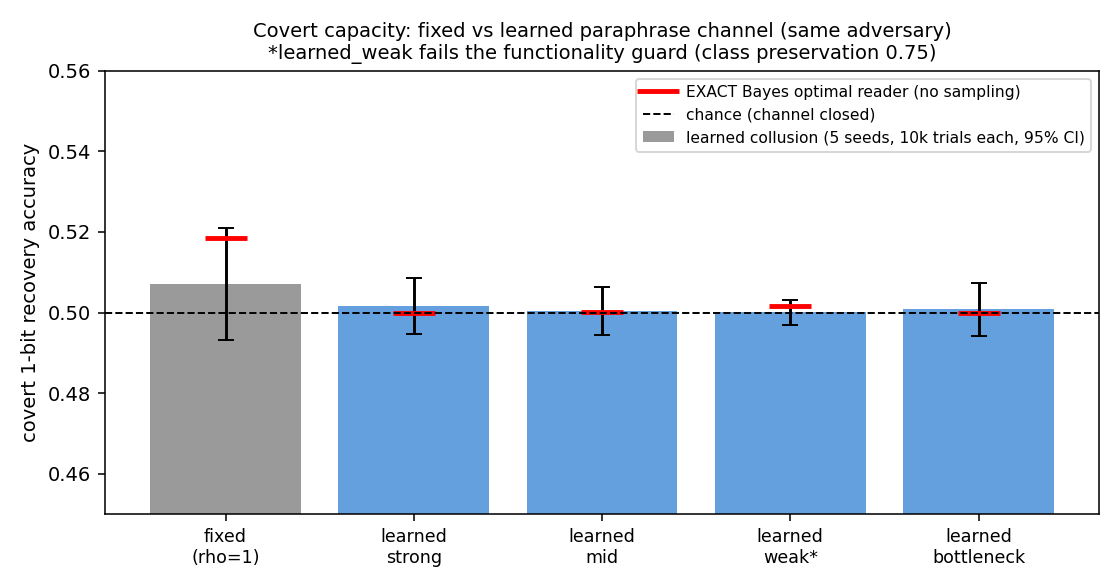 Covert capacity: fixed vs learned paraphrase channel (same adversary)
*learned_weak fails the functionality guard (class preservation 0.75)
EXACT Bayes optimal reader (no sampling)
chance (channel closed)
learned collusion (5 seeds, 10k trials each, 95% CI)
covert 1-bit recovery accuracy
0.56
0.54
0.52
0.50
0.48
0.46
fixed
(rho=1)
learned
strong
learned
mid
learned
weak*
learned
bottleneck